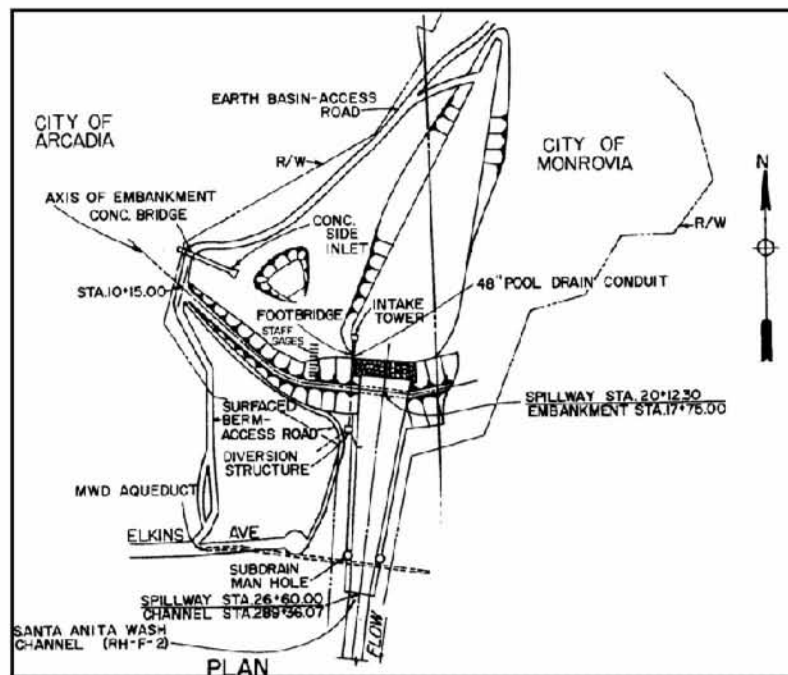 EARTH BASIN-ACCESS
ROAD
CITY OF
ARCADIA
CITY OF
MONROVIA
R/W
N
AXIS OF EMBANKMENT
CONC. BRIDGE
CONC.
SIDE
INLET
R/W
48" POOL DRAIN CONDUIT
STA.10+15.00
INTAKE
TOWER
FOOTBRIDGE
STAFF
GAGES
SPILLWAY STA. 20+12.30
EMBANKMENT STA.17+75.00
SURFACED
BERM-
ACCESS ROAD
DIVERSION
STRUCTURE
MWD AQUEDUCT
ELKINS AVE
SUBDRAIN
MAN HOLE
SPILLWAY STA.26+60.00
CHANNEL STA.289+36.07
SANTA ANITA WASH
CHANNEL (RH-F-2)
FLOW
PLAN